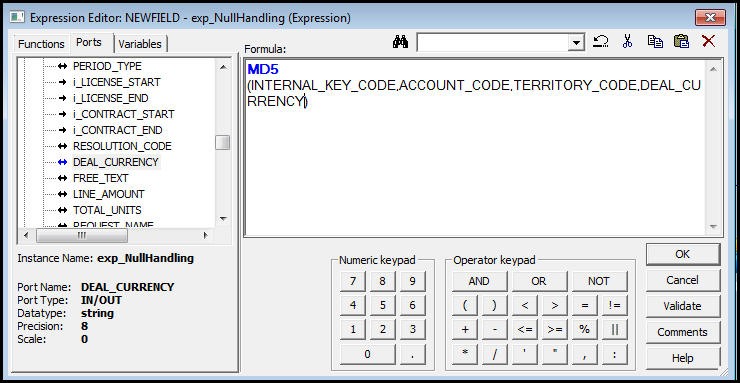 Expression Editor: NEWFIELD - exp_NullHandling (Expression)
Functions Ports Variables
Formula:
PERIOD_TYPE
i_LICENSE_START
i_LICENSE_END
i_CONTRACT_START
i_CONTRACT_END
RESOLUTION_CODE
DEAL_CURRENCY
FREE_TEXT
LINE_AMOUNT
TOTAL_UNITS
REQUEST_NAME
MD5
(INTERNAL_KEY_CODE,ACCOUNT_CODE,TERRITORY_CODE,DEAL_CU
RRENCY)
Instance Name: exp_NullHandling
Port Name: DEAL_CURRENCY
Port Type: IN/OUT
Datatype: string
Precision: 8
Scale: 0
Numeric keypad
7 8 9
4 5 6
1 2 3
0 .
Operator keypad
AND OR NOT
( ) < > = !=
+ - <= >= % ||
* / ' " , :
OK
Cancel
Validate
Comments
Help